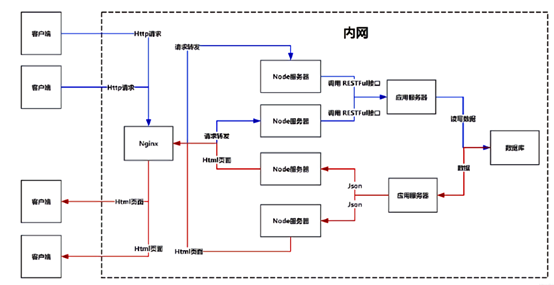 内网
客户端
Http请求
请求转发
Node服务器
客户端
Http请求
调用 RESTFul接口
应用服务器
Node服务器
调用 RESTFul接口
读写数据
请求转发
Nginx
数据库
Html页面
Node服务器
数据
Json
客户端
Html页面
应用服务器
Json
Node服务器
客户端
Html页面
Html页面